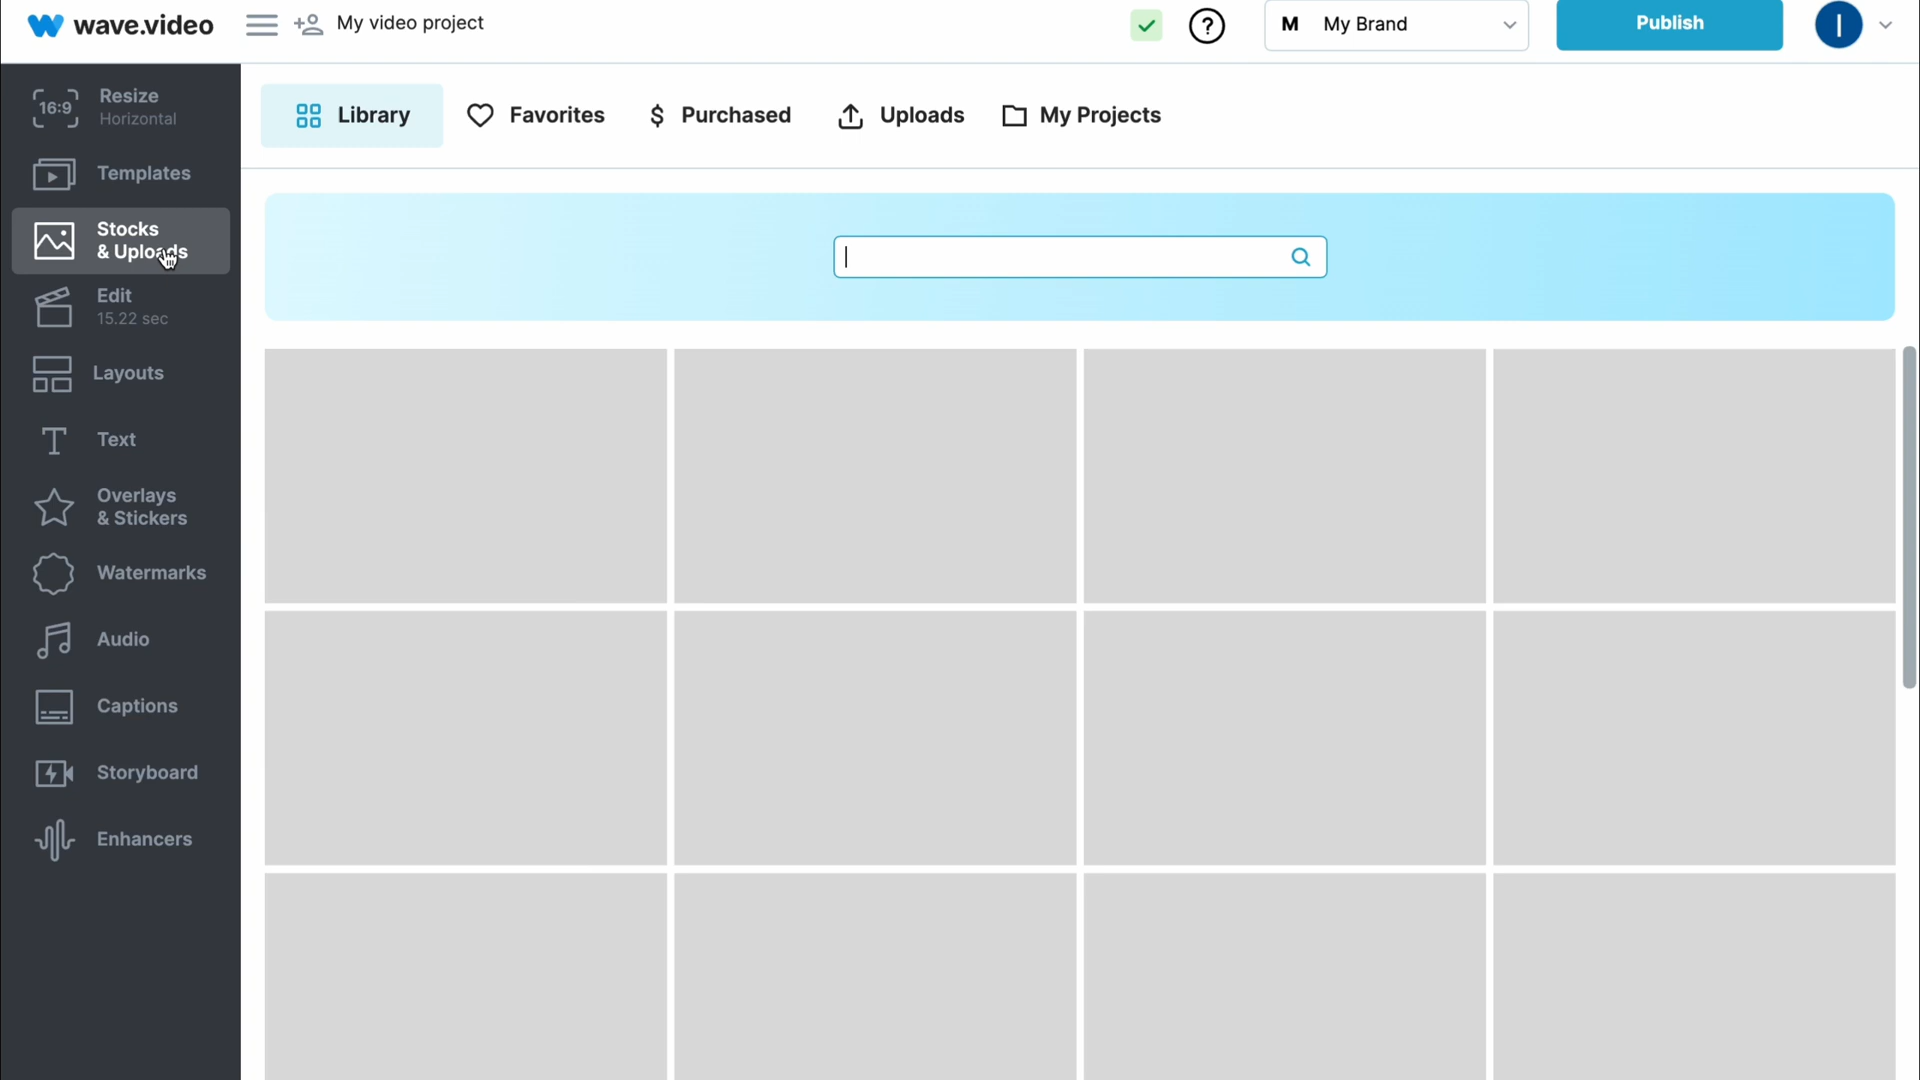 wave.video
My video project
M My Brand
Publish
I
16:9
Resize
Horizontal
Templates
Stocks
& Uploads
Edit
15.22 sec
Layouts
Text
Overlays
& Stickers
Watermarks
Audio
Captions
Storyboard
Enhancers
Library
Favorites
$ Purchased
Uploads
My Projects